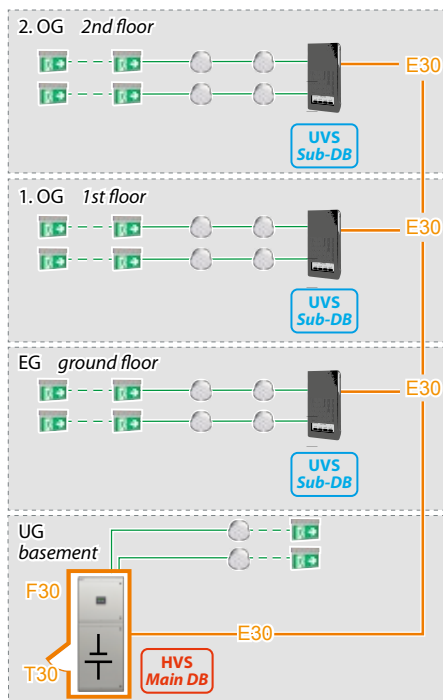 2. OG 2nd floor
E30
UVS
Sub-DB
1. OG 1st floor
E30
UVS
Sub-DB
EG ground floor
E30
UVS
Sub-DB
UG
basement
F30
E30
T30
HVS
Main DB